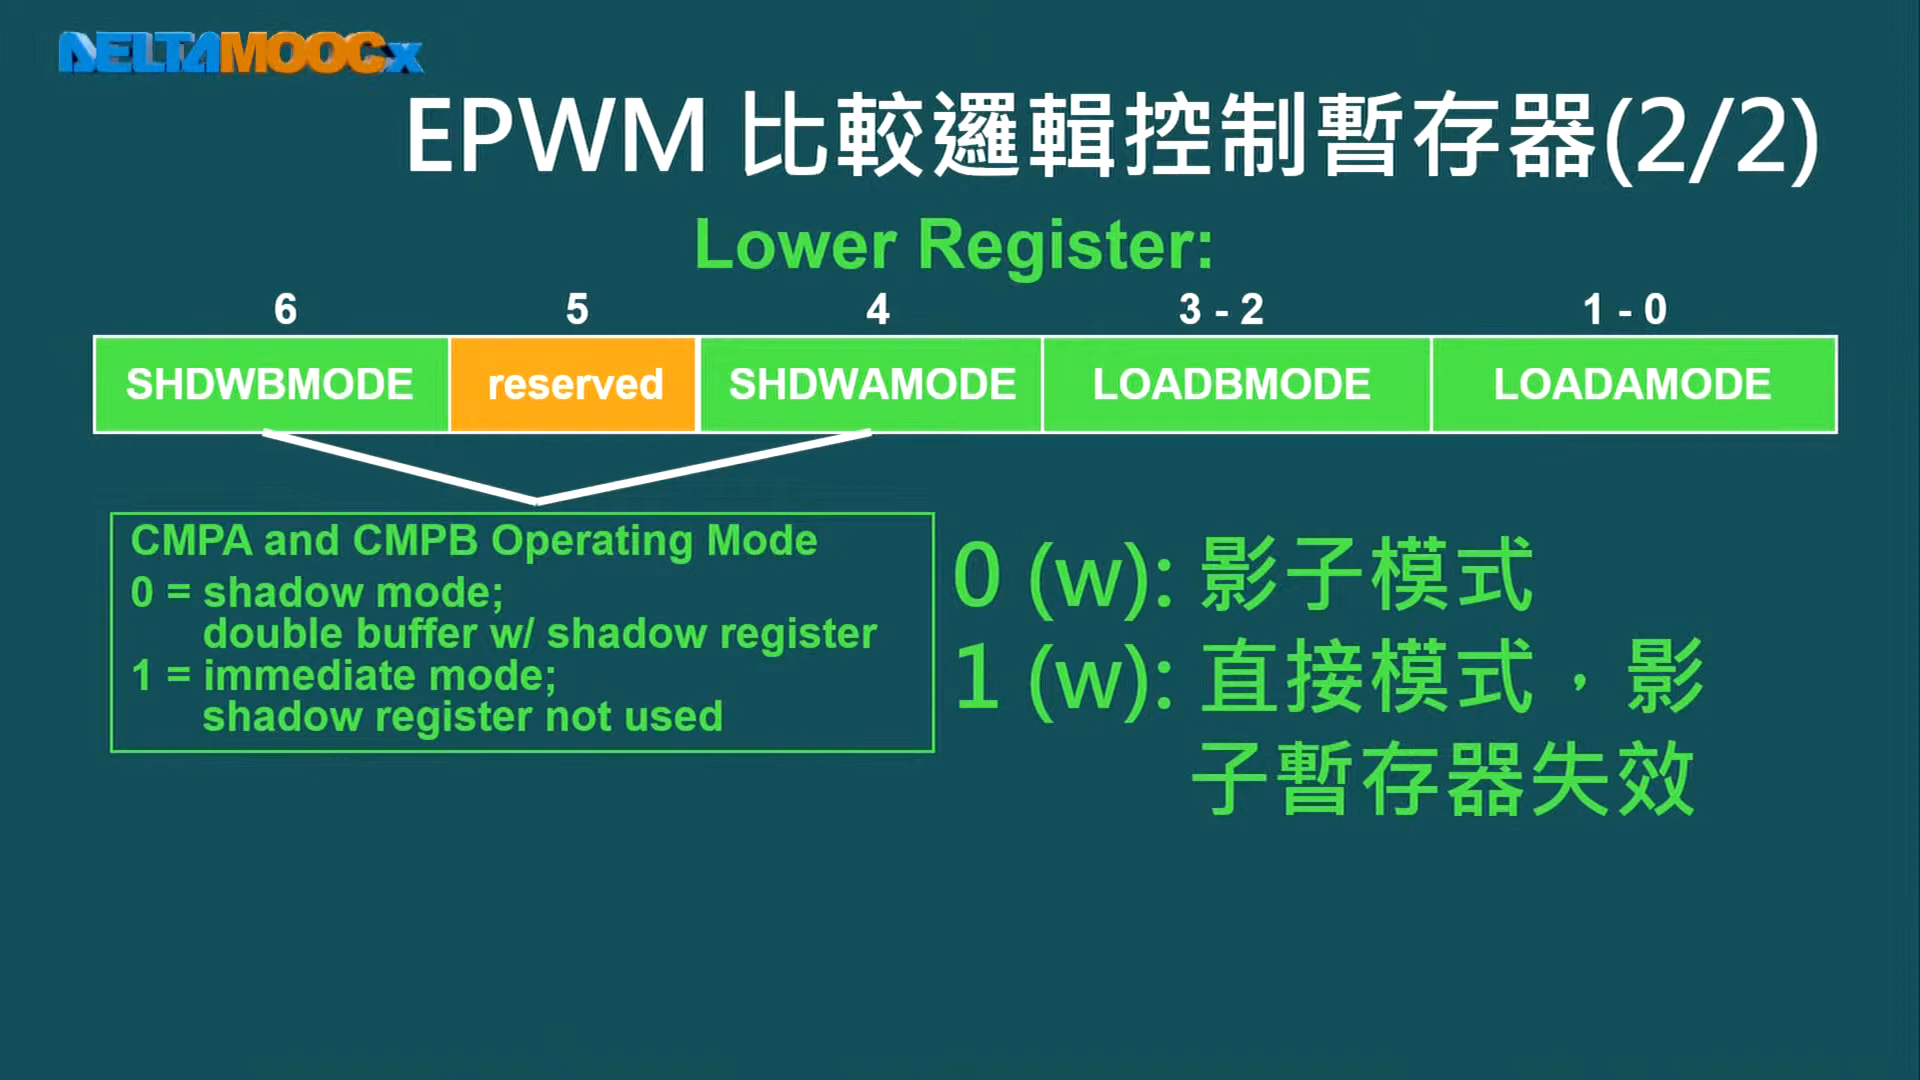 DELTAMOOCx
EPWM 比較邏輯控制暫存器(2/2)
Lower Register:
6 5 4 3 - 2 1 - 0
SHDWBMODE reserved SHDWAMODE LOADBMODE LOADAMODE
CMPA and CMPB Operating Mode
0 = shadow mode;
double buffer w/ shadow register
1 = immediate mode;
shadow register not used
0 (w): 影子模式
1 (w): 直接模式，影
子暫存器失效